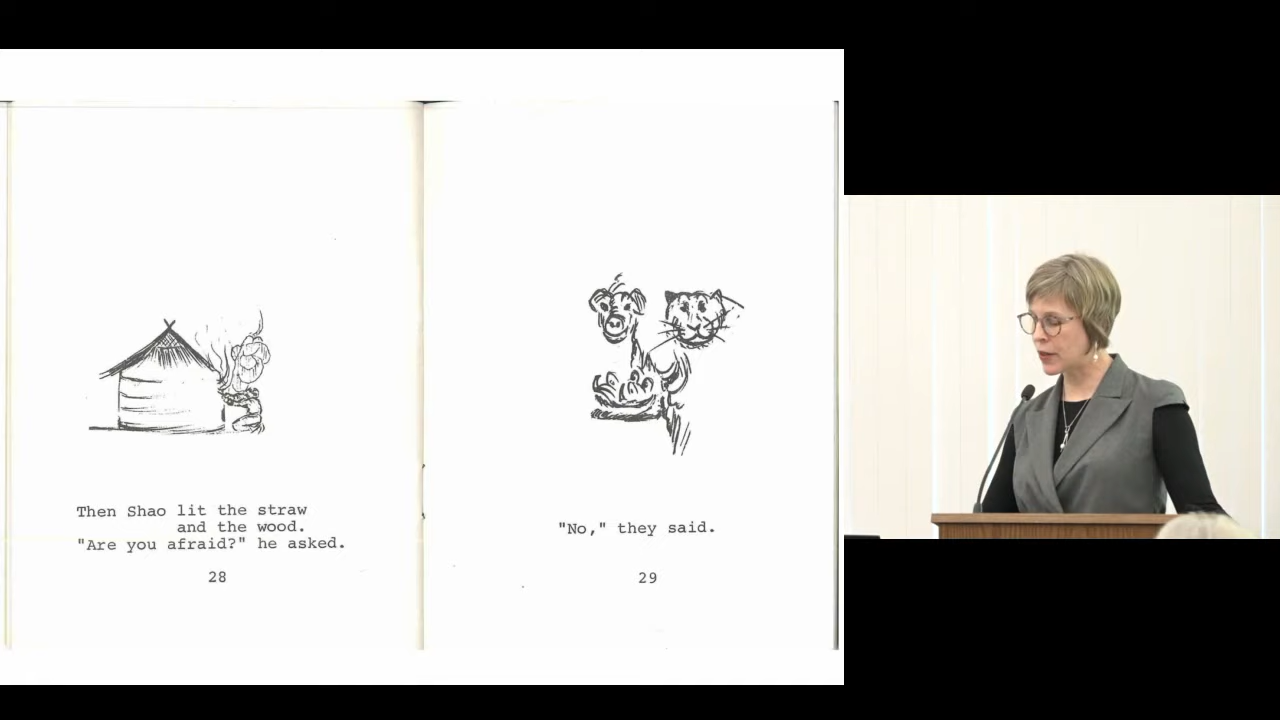 Then Shao lit the straw
and the wood.
"Are you afraid?" he asked.
28
"No," they said.
29